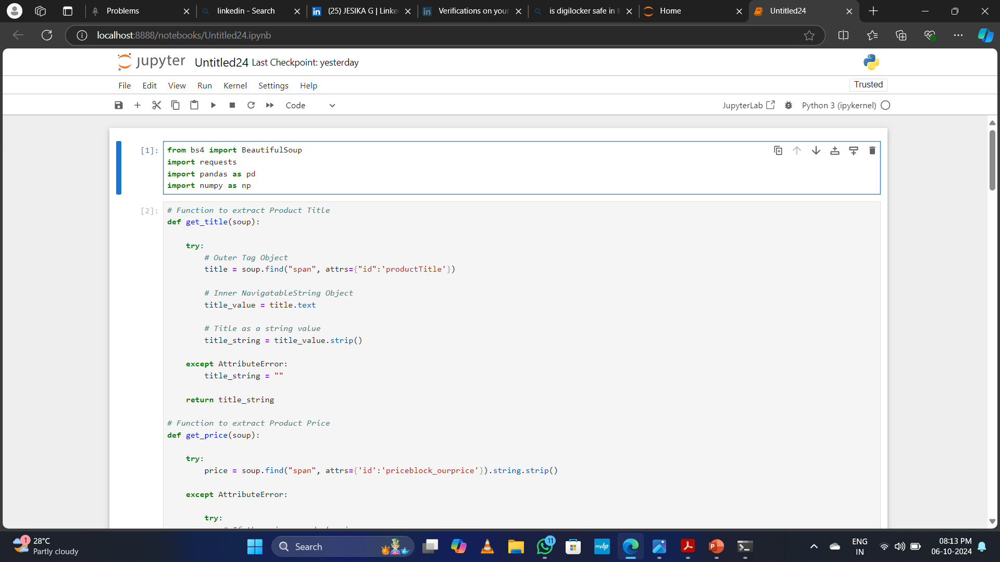 Problems
linkedin - Search
(25) JESIKA G | Linke
Verifications on your
is digilocker safe in li
Home
Untitled24
localhost:8888/notebooks/Untitled24.ipynb
jupyter Untitled24 Last Checkpoint: yesterday
File Edit View Run Kernel Settings Help
Trusted
Code
JupyterLab
Python 3 (ipykernel)
[1]:
from bs4 import BeautifulSoup
import requests
import pandas as pd
import numpy as np
[2]:
# Function to extract Product Title
def get_title(soup):
try:
# Outer Tag Object
title = soup.find("span", attrs={"id":'productTitle'})
# Inner NavigatableString Object
title_value = title.text
# Title as a string value
title_string = title_value.strip()
except AttributeError:
title_string = ""
return title_string
# Function to extract Product Price
def get_price(soup):
try:
price = soup.find("span", attrs={'id':'priceblock_ourprice'}).string.strip()
except AttributeError:
try:
1
28°C
Partly cloudy
Search
11
myhp
ENG
IN
08:13 PM
06-10-2024